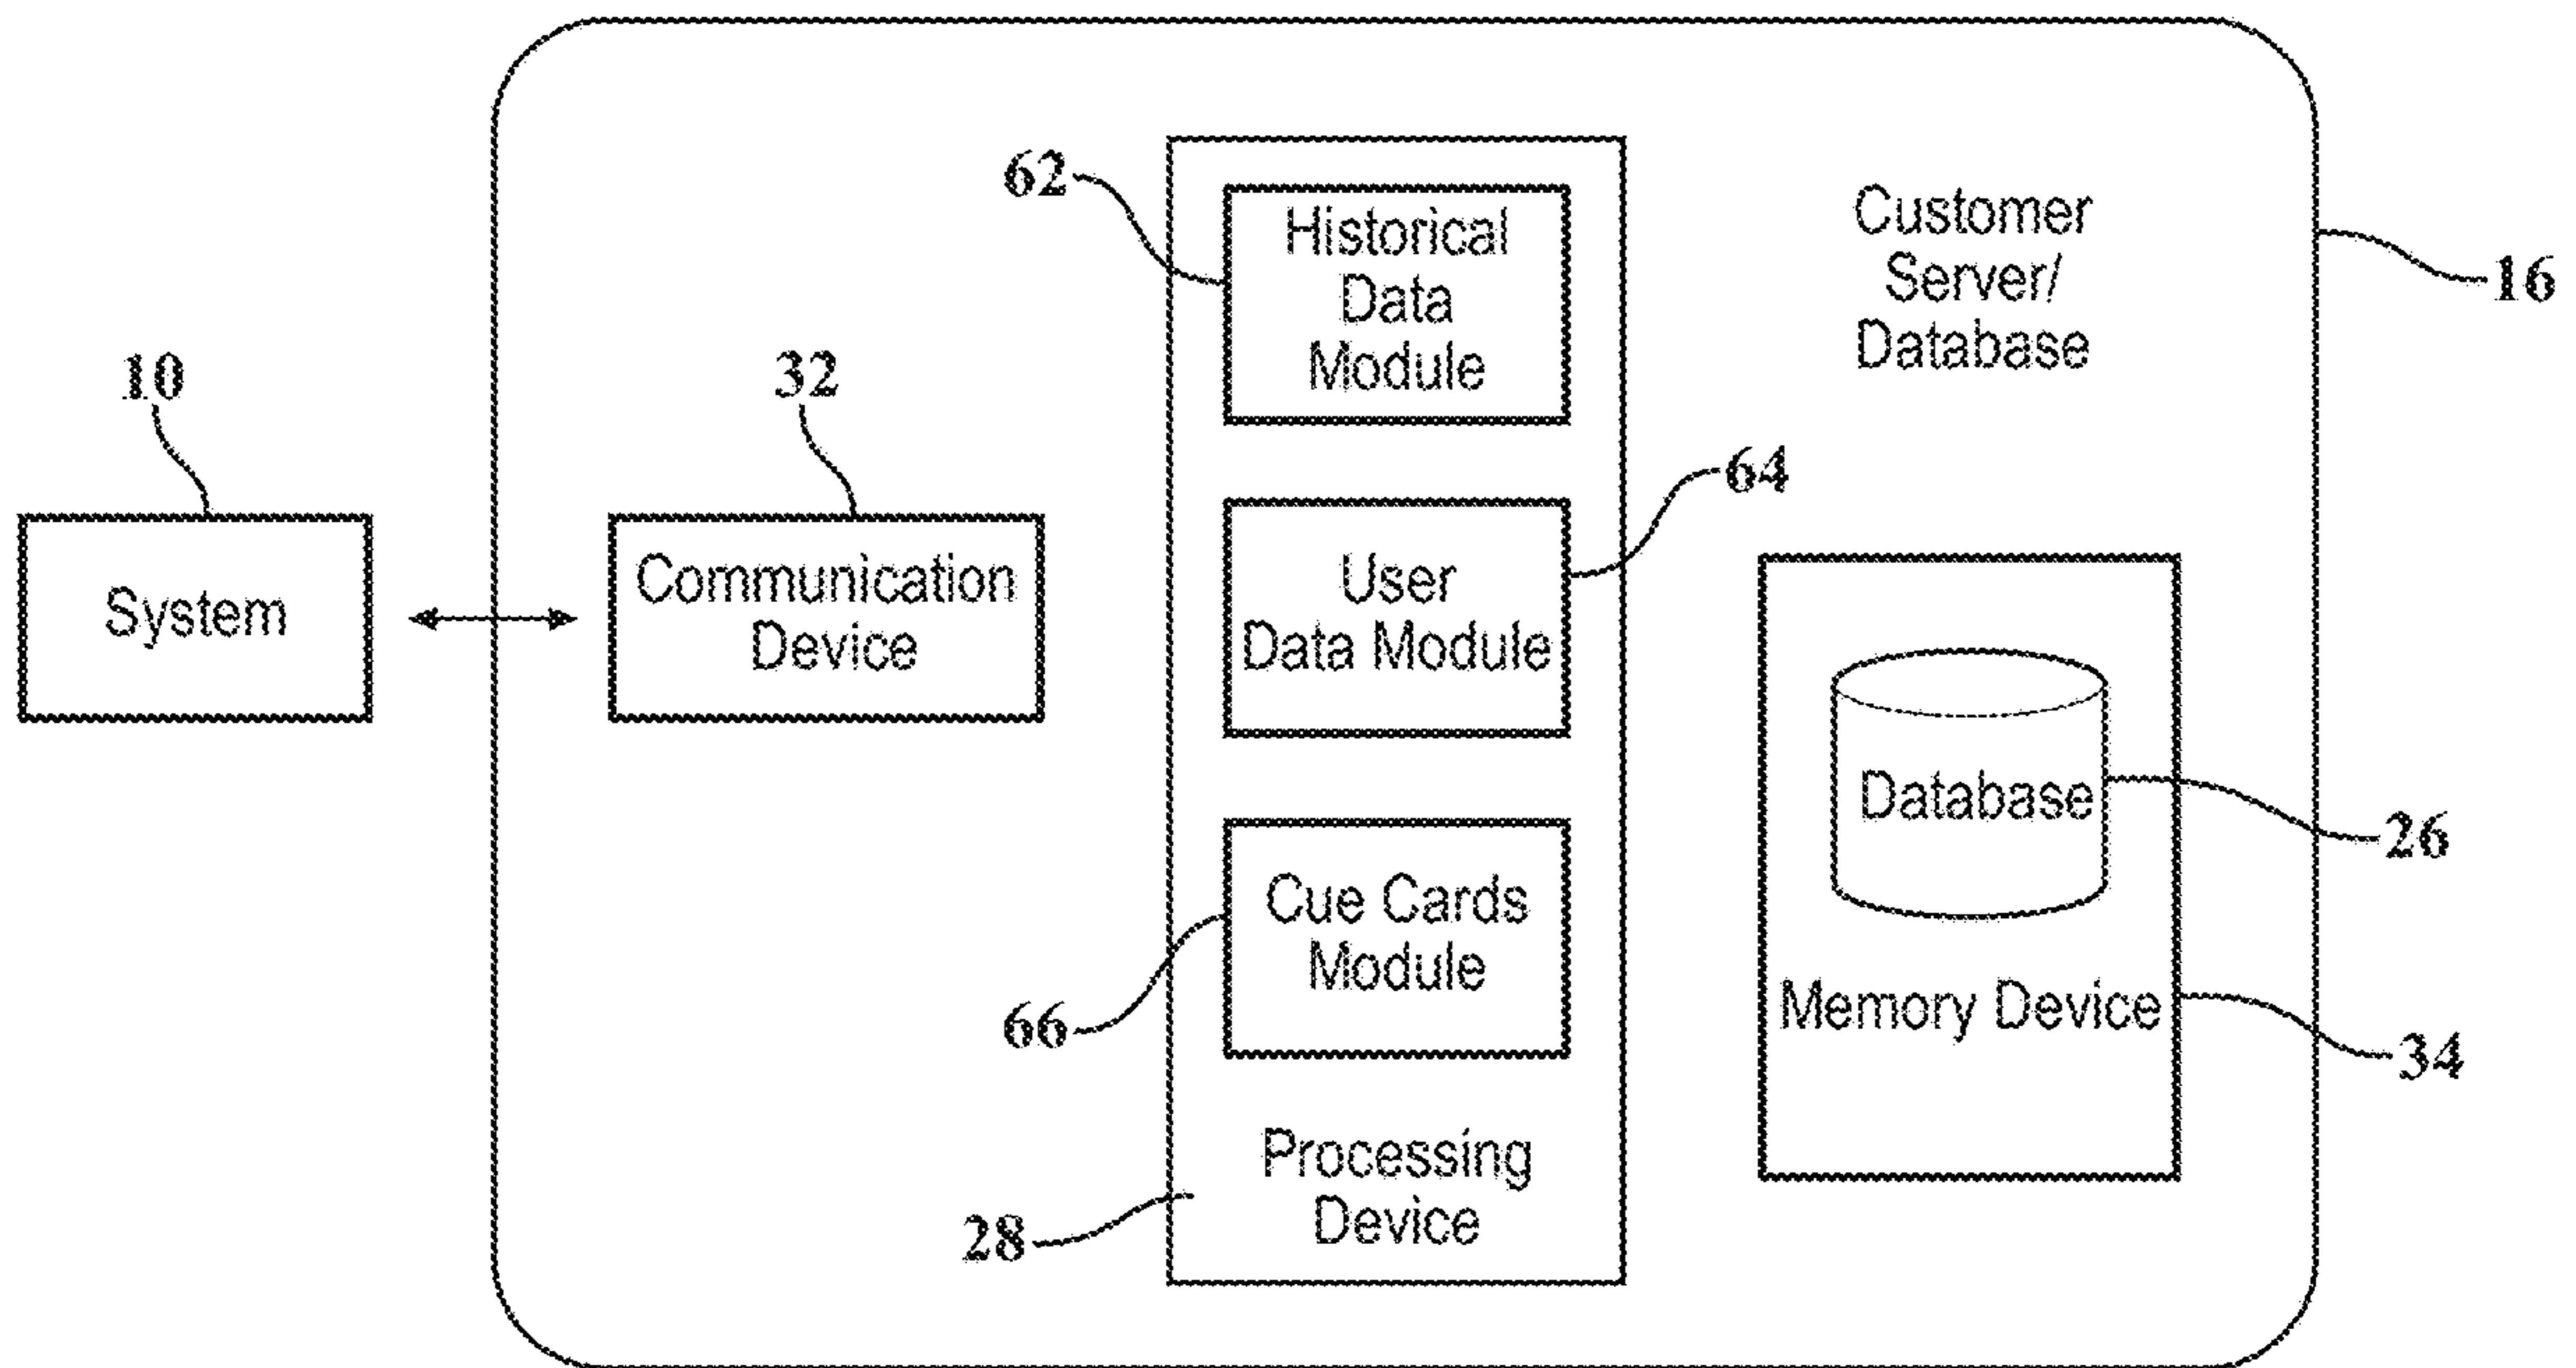 10
System
32
Communication
Device
62
Historical
Data
Module
64
User
Data Module
66
Cue Cards
Module
28
Processing
Device
Customer
Server/
Database
16
Database
26
Memory Device
34